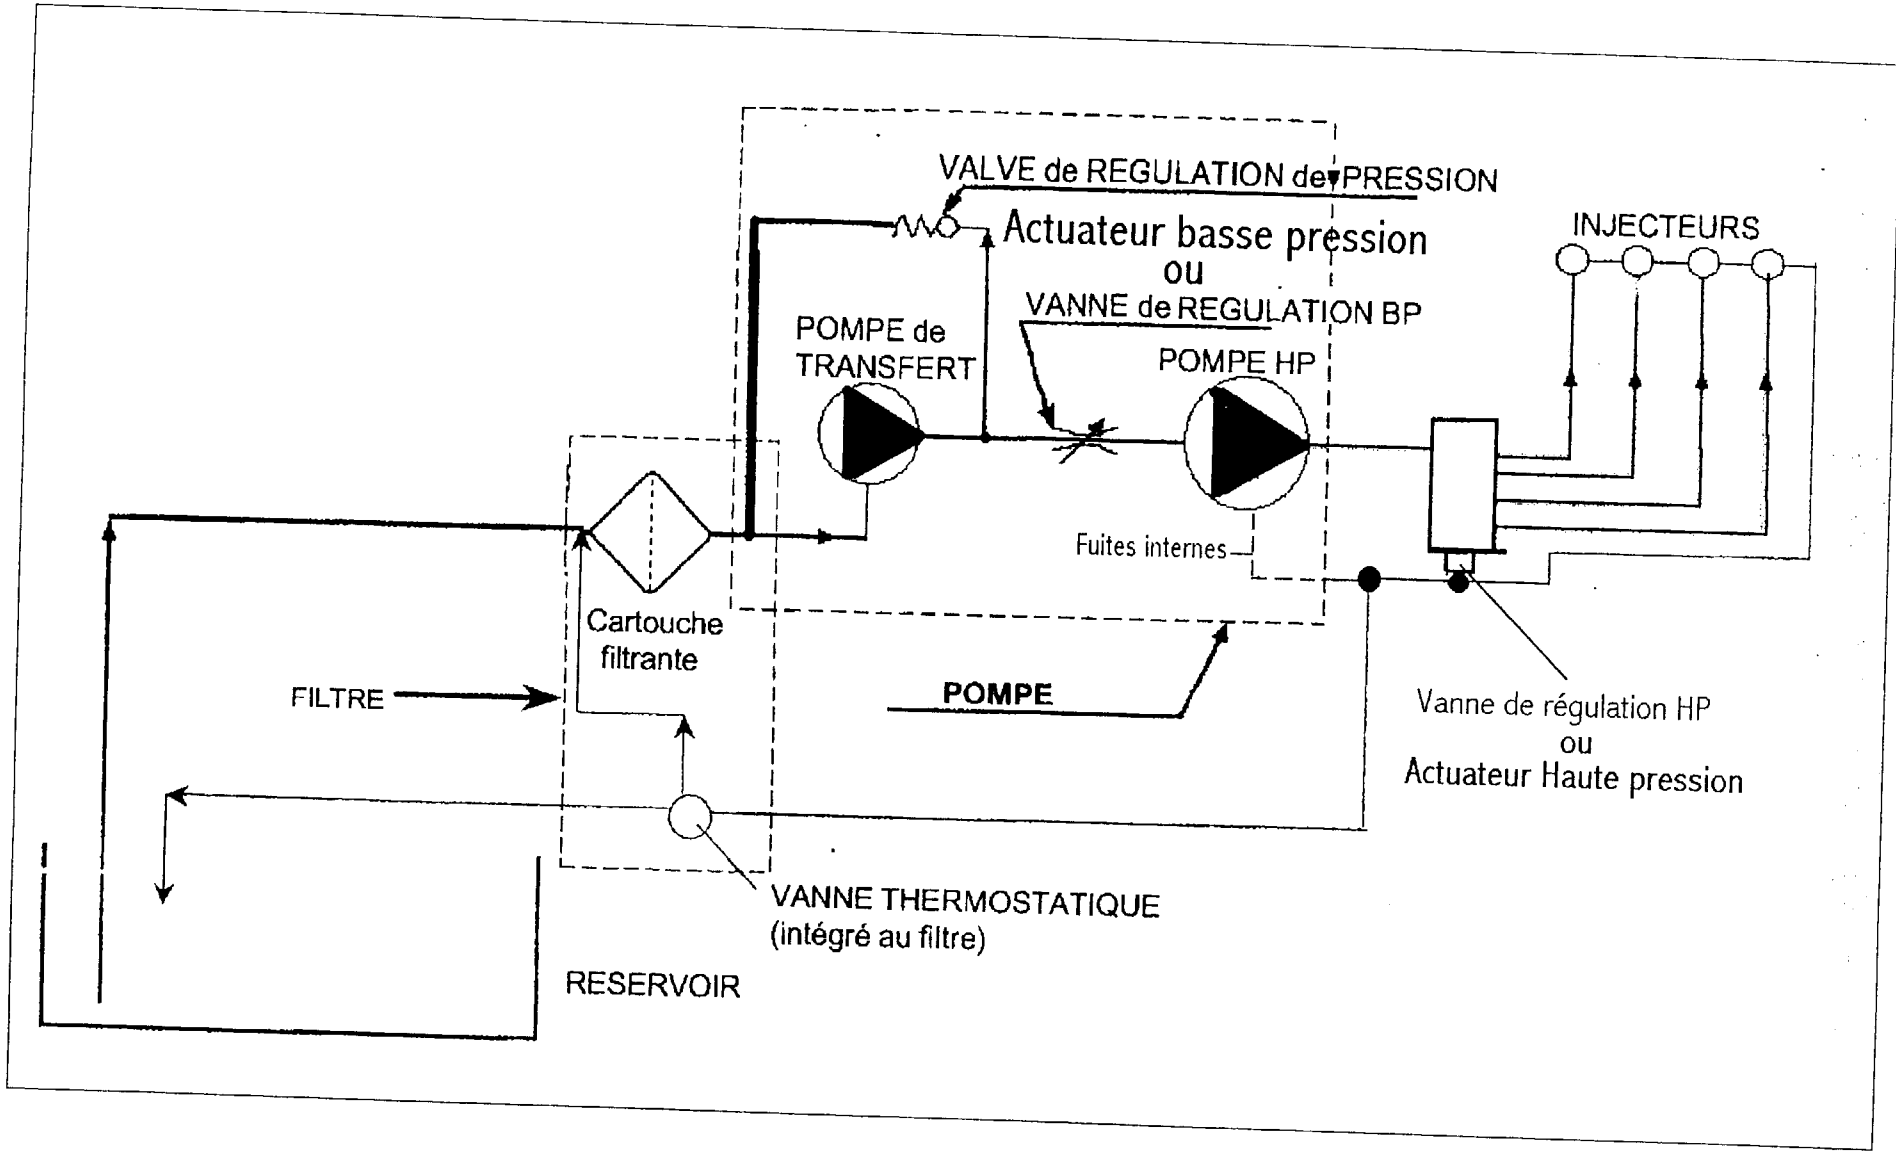 VALVE de REGULATION de PRESSION
Actuateur basse pression
ou
VANNE de REGULATION BP
INJECTEURS
POMPE de
TRANSFERT
POMPE HP
Fuites internes
Cartouche
filtrante
FILTRE
POMPE
Vanne de régulation HP
ou
Actuateur Haute pression
VANNE THERMOSTATIQUE
(intégré au filtre)
RESERVOIR